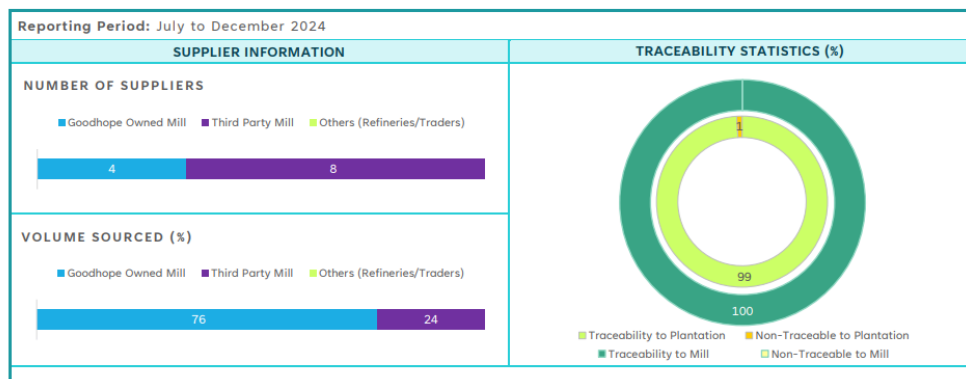 Reporting Period: July to December 2024
SUPPLIER INFORMATION
NUMBER OF SUPPLIERS
Goodhope Owned Mill Third Party Mill Others (Refineries/Traders)
4 8
VOLUME SOURCED (%)
Goodhope Owned Mill Third Party Mill Others (Refineries/Traders)
76 24
TRACEABILITY STATISTICS (%)
1
99
100
Traceability to Plantation Non-Traceable to Plantation
Traceability to Mill Non-Traceable to Mill